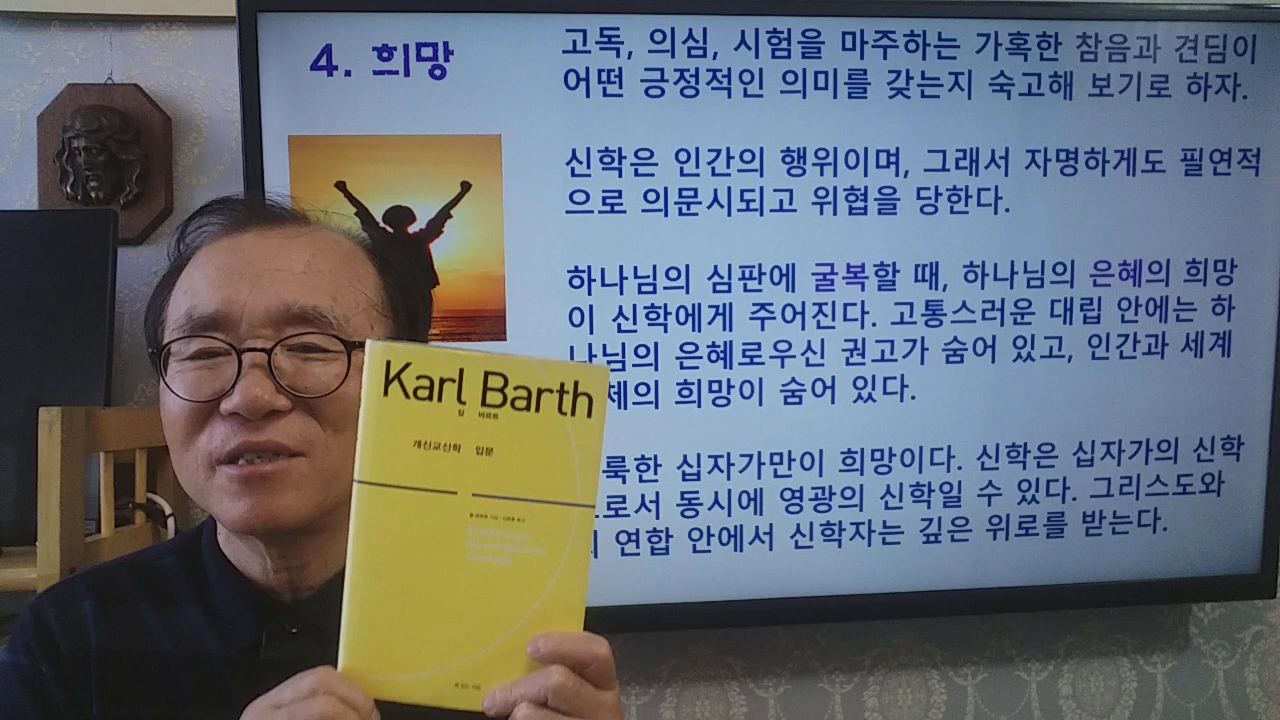 4. 희망
고독, 의심, 시험을 마주하는 가혹한 참음과 견딤이
어떤 긍정적인 의미를 갖는지 숙고해 보기로 하자.
신학은 인간의 행위이며, 그래서 자명하게도 필연적
으로 의문시되고 위협을 당한다.
하나님의 심판에 굴복할 때, 하나님의 은혜의 희망
이 신학에게 주어진다. 고통스러운 대립 안에는 하
나님의 은혜로우신 권고가 숨어 있고, 인간과 세계
체의 희망이 숨어 있다.
룩한 십자가만이 희망이다. 신학은 십자가의 신학
로서 동시에 영광의 신학일 수 있다. 그리스도와
연합 안에서 신학자는 깊은 위로를 받는다.
Karl Barth
칼 바르트
개신교신학 입문